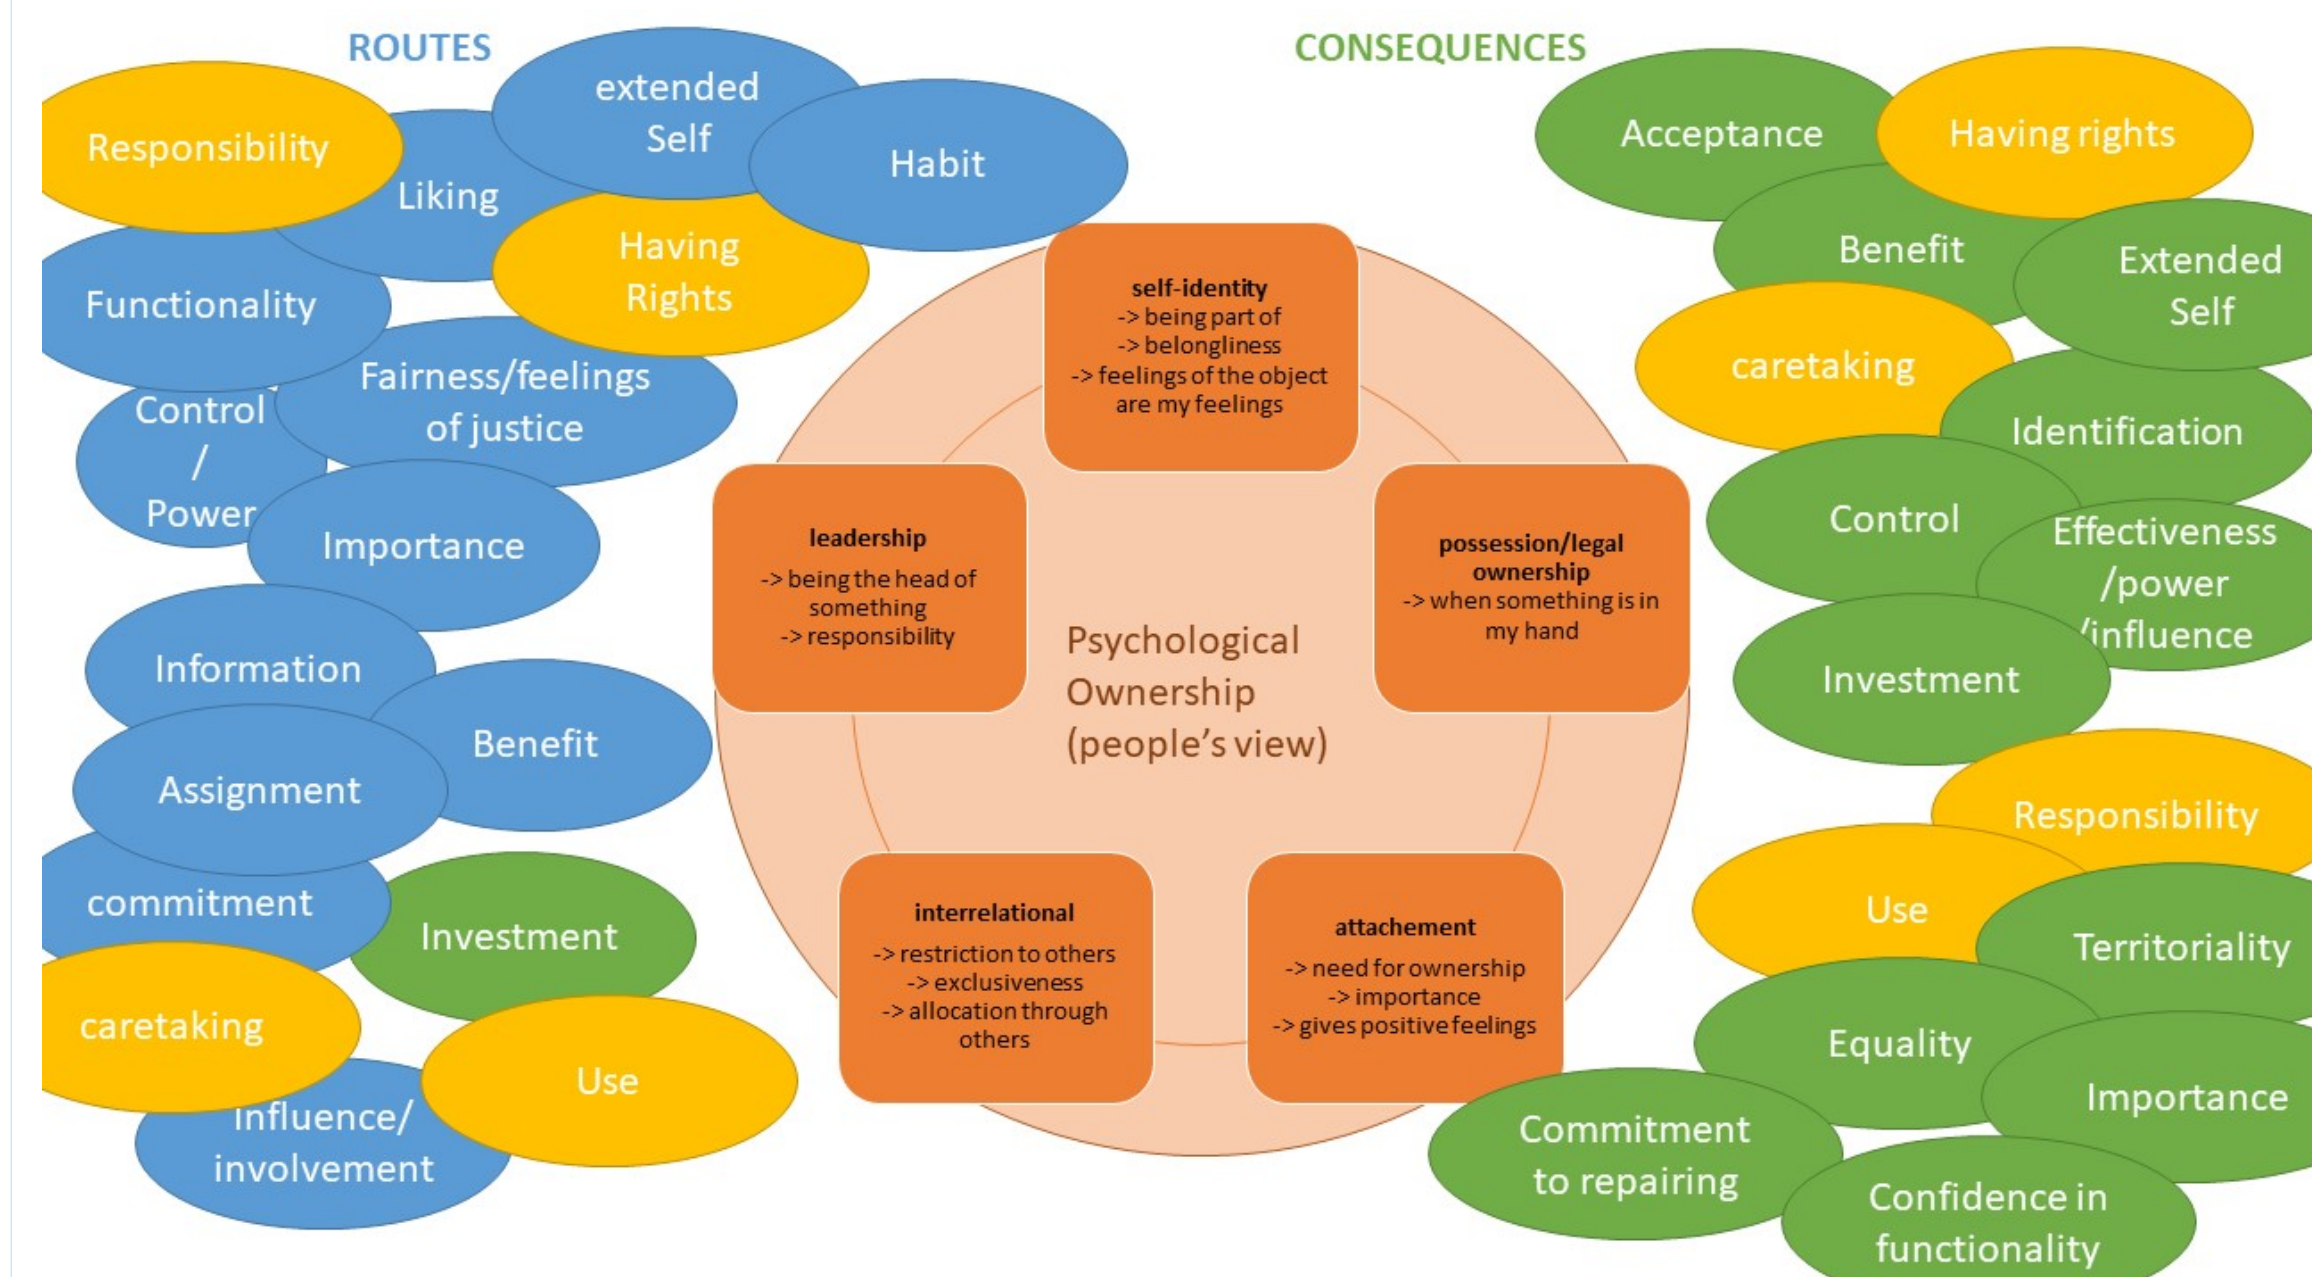 ROUTES
Responsibility
Liking
extended
Self
Habit
Having
Rights
Functionality
Fairness/feelings
of justice
Control
/
Power
Importance
Information
Benefit
Assignment
commitment
Investment
caretaking
Use
Influence/
involvement
self-identity
-> being part of
-> belongliness
-> feelings of the object
are my feelings
leadership
-> being the head of
something
-> responsibility
possession/legal
ownership
-> when something is in
my hand
Psychological
Ownership
(people's view)
interrelational
-> restriction to others
-> exclusiveness
-> allocation through
others
attachement
-> need for ownership
-> importance
-> gives positive feelings
CONSEQUENCES
Acceptance
Having rights
Benefit
Extended
Self
caretaking
Identification
Control
Effectiveness
/power
/influence
Investment
Responsibility
Use
Territoriality
Equality
Importance
Commitment
to repairing
Confidence in
functionality